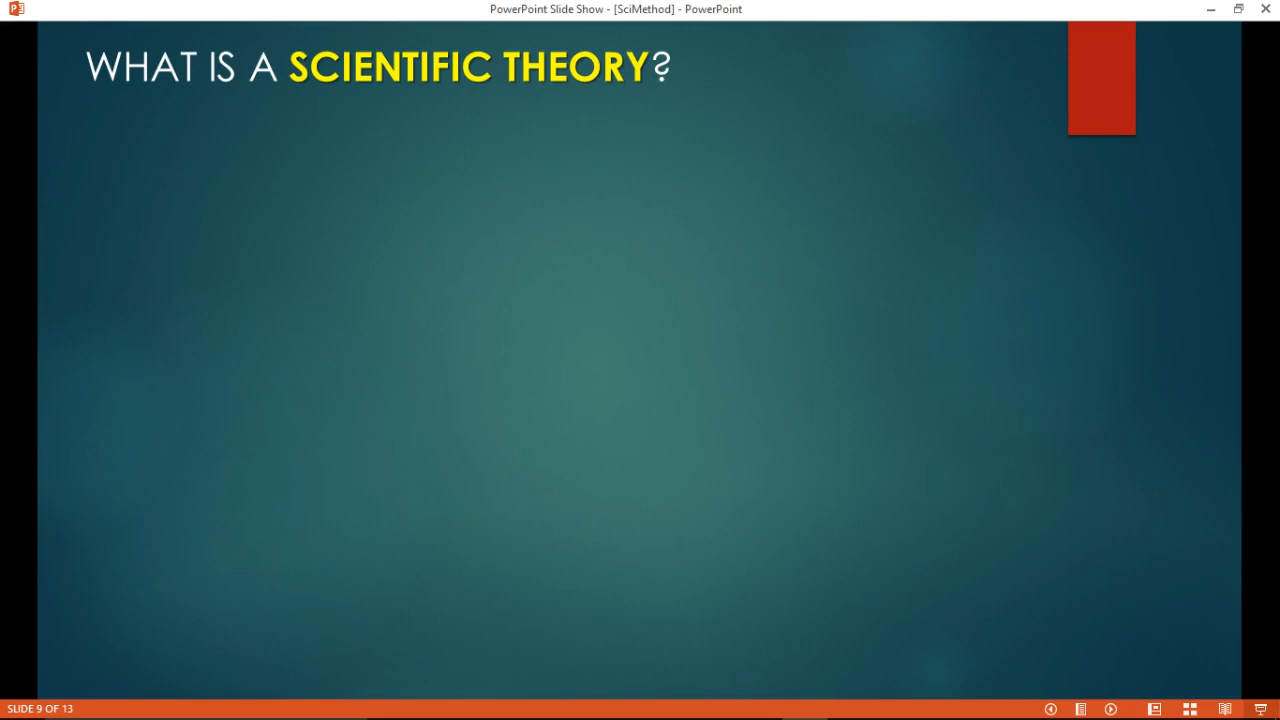 PowerPoint Slide Show - [SciMethod] - PowerPoint
WHAT IS A SCIENTIFIC THEORY?
SLIDE 9 OF 13